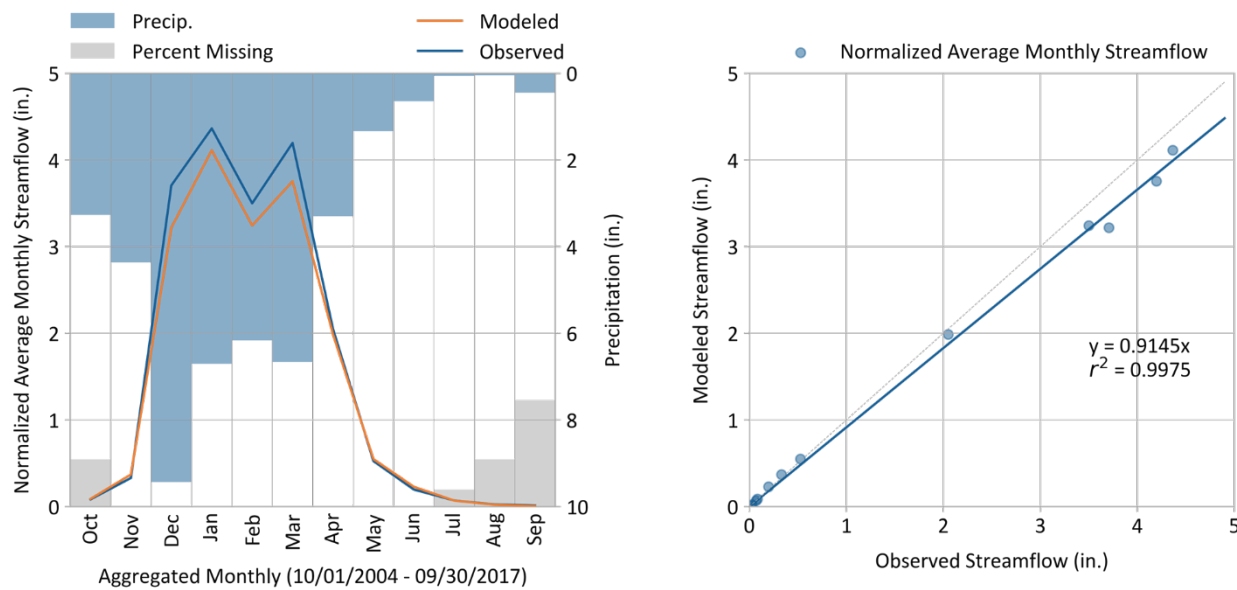 Precip.
Percent Missing
Modeled
Observed
Normalized Average Monthly Streamflow (in.)
5
4
3
2
1
0
0
2
4
6
8
10
Precipitation (in.)
Oct
Nov
Dec
Jan
Feb
Mar
Apr
May
Jun
Jul
Aug
Sep
Aggregated Monthly (10/01/2004 - 09/30/2017)
Normalized Average Monthly Streamflow
Modeled Streamflow (in.)
5
4
3
2
1
0
y = 0.9145x
r² = 0.9975
0
1
2
3
4
5
Observed Streamflow (in.)